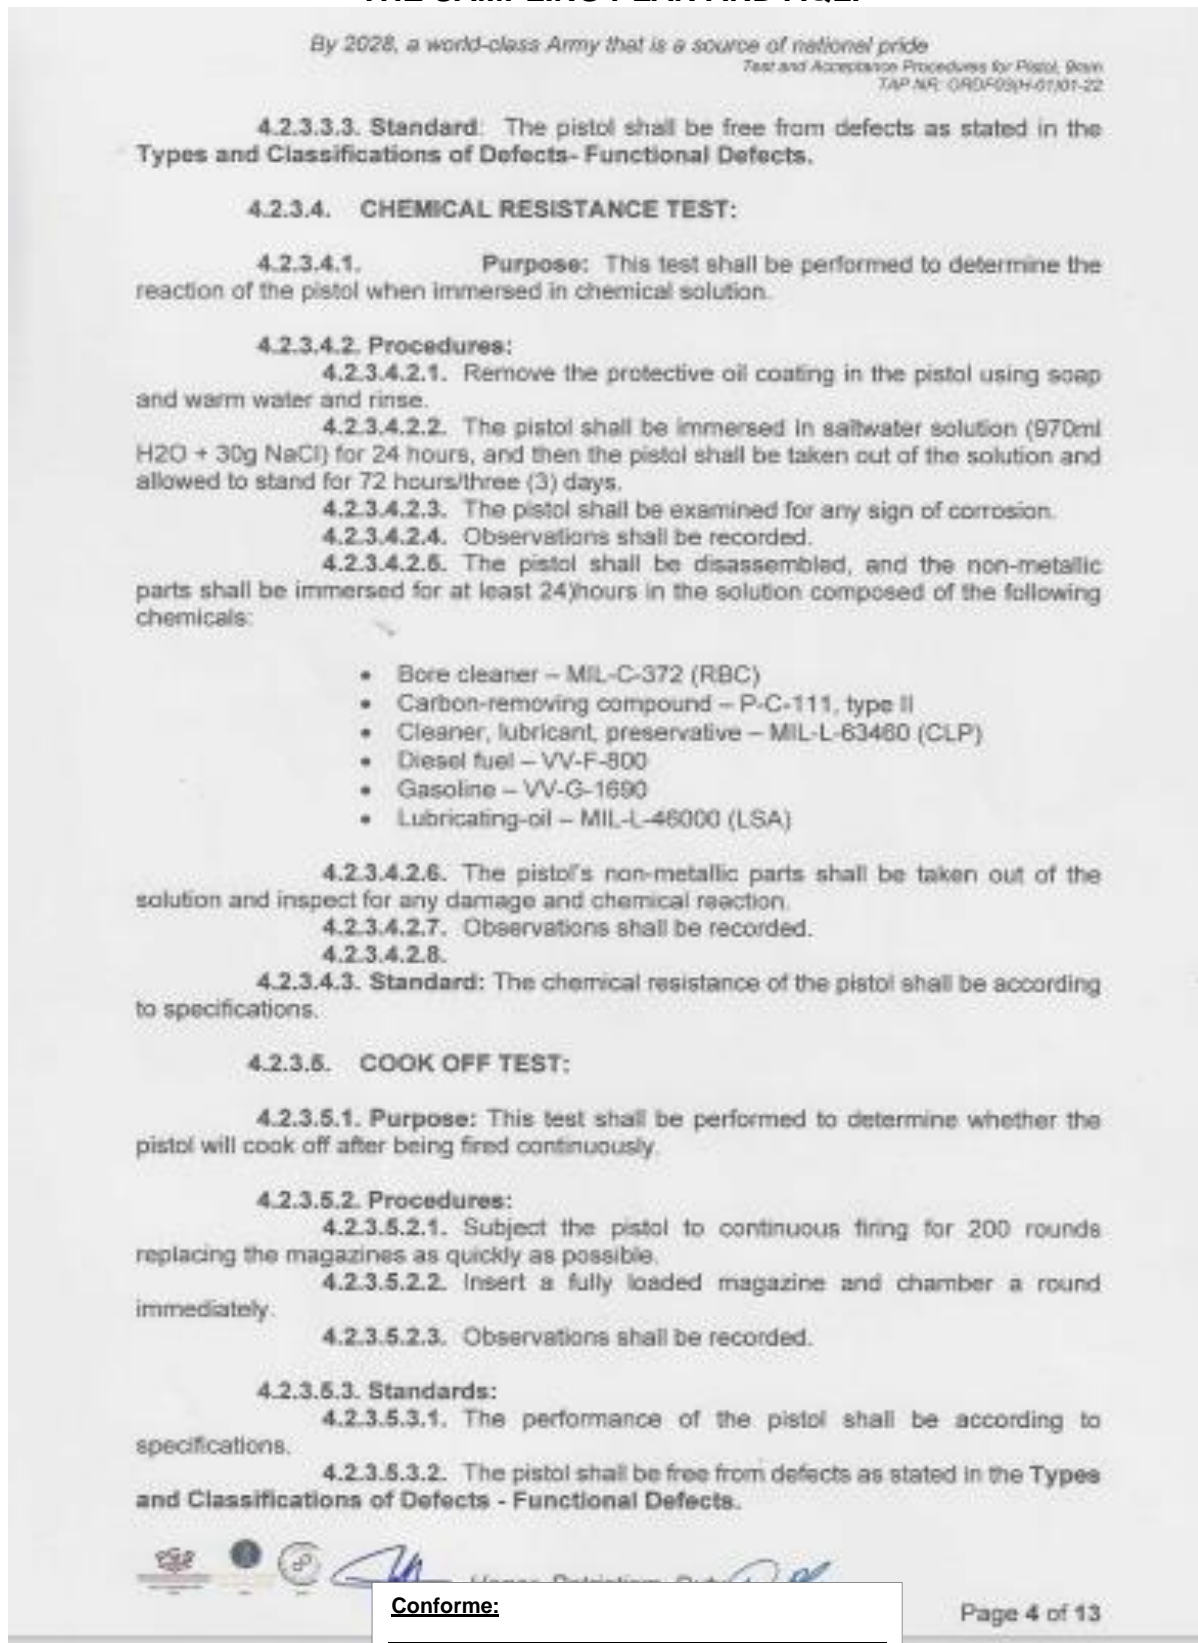 THE SAMPLING PLAN AND AQL:
By 2028, a world-class Army that is a source of national pride
Test and Acceptance Procedures for Pistol, 9mm
TAP NR: ORDF03(H-01)01-22
4.2.3.3.3. Standard: The pistol shall be free from defects as stated in the
Types and Classifications of Defects- Functional Defects.
4.2.3.4. CHEMICAL RESISTANCE TEST:
4.2.3.4.1. Purpose: This test shall be performed to determine the
reaction of the pistol when immersed in chemical solution.
4.2.3.4.2. Procedures:
4.2.3.4.2.1. Remove the protective oil coating in the pistol using soap
and warm water and rinse.
4.2.3.4.2.2. The pistol shall be immersed in saltwater solution (970ml
H2O + 30g NaCl) for 24 hours, and then the pistol shall be taken out of the solution and
allowed to stand for 72 hours/three (3) days.
4.2.3.4.2.3. The pistol shall be examined for any sign of corrosion.
4.2.3.4.2.4. Observations shall be recorded.
4.2.3.4.2.5. The pistol shall be disassembled, and the non-metallic
parts shall be immersed for at least 24)hours in the solution composed of the following
chemicals:
• Bore cleaner – MIL-C-372 (RBC)
• Carbon-removing compound – P-C-111, type II
• Cleaner, lubricant, preservative – MIL-L-63460 (CLP)
• Diesel fuel – VV-F-800
• Gasoline – VV-G-1690
• Lubricating-oil – MIL-L-46000 (LSA)
4.2.3.4.2.6. The pistol's non-metallic parts shall be taken out of the
solution and inspect for any damage and chemical reaction.
4.2.3.4.2.7. Observations shall be recorded.
4.2.3.4.2.8.
4.2.3.4.3. Standard: The chemical resistance of the pistol shall be according
to specifications.
4.2.3.5. COOK OFF TEST:
4.2.3.5.1. Purpose: This test shall be performed to determine whether the
pistol will cook off after being fired continuously.
4.2.3.5.2. Procedures:
4.2.3.5.2.1. Subject the pistol to continuous firing for 200 rounds
replacing the magazines as quickly as possible.
4.2.3.5.2.2. Insert a fully loaded magazine and chamber a round
immediately.
4.2.3.5.2.3. Observations shall be recorded.
4.2.3.5.3. Standards:
4.2.3.5.3.1. The performance of the pistol shall be according to
specifications.
4.2.3.5.3.2. The pistol shall be free from defects as stated in the Types
and Classifications of Defects - Functional Defects.
Honor. Patriotism. Duty
Conforme:
Page 4 of 13